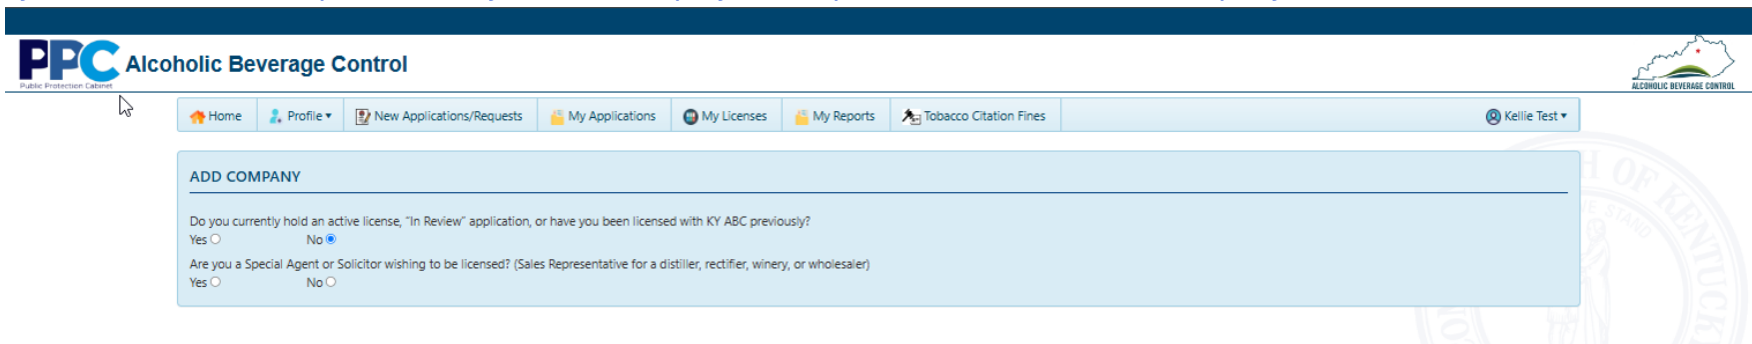 PPC Alcoholic Beverage Control
Public Protection Cabinet
ALCOHOLIC BEVERAGE CONTROL
Home Profile New Applications/Requests My Applications My Licenses My Reports Tobacco Citation Fines Kellie Test
ADD COMPANY
Do you currently hold an active license, "In Review" application, or have you been licensed with KY ABC previously?
Yes No
Are you a Special Agent or Solicitor wishing to be licensed? (Sales Representative for a distiller, rectifier, winery, or wholesaler)
Yes No